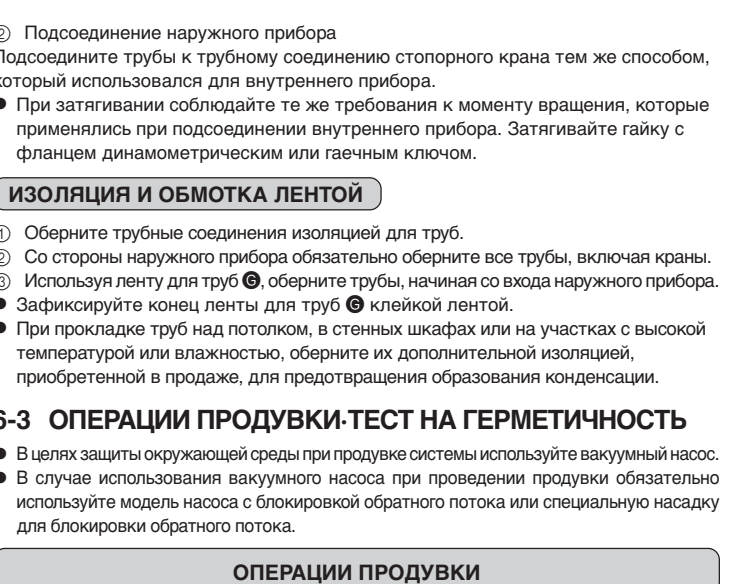 ② Подсоединение наружного прибора
Подсоедините трубы к трубному соединению стопорного крана тем же способом,
который использовался для внутреннего прибора.
● При затягивании соблюдайте те же требования к моменту вращения, которые
применялись при подсоединении внутреннего прибора. Затягивайте гайку с
фланцем динамометрическим или гаечным ключом.
ИЗОЛЯЦИЯ И ОБМОТКА ЛЕНТОЙ
① Оберните трубные соединения изоляцией для труб.
② Со стороны наружного прибора обязательно оберните все трубы, включая краны.
③ Используя ленту для труб G, оберните трубы, начиная со входа наружного прибора.
● Зафиксируйте конец ленты для труб G клейкой лентой.
● При прокладке труб над потолком, в стенных шкафах или на участках с высокой
температурой или влажностью, оберните их дополнительной изоляцией,
приобретенной в продаже, для предотвращения образования конденсации.
6-3 ОПЕРАЦИИ ПРОДУВКИ·ТЕСТ НА ГЕРМЕТИЧНОСТЬ
● В целях защиты окружающей среды при продувке системы используйте вакуумный насос.
● В случае использования вакуумного насоса при проведении продувки обязательно
используйте модель насоса с блокировкой обратного потока или специальную насадку
для блокировки обратного потока.
ОПЕРАЦИИ ПРОДУВКИ